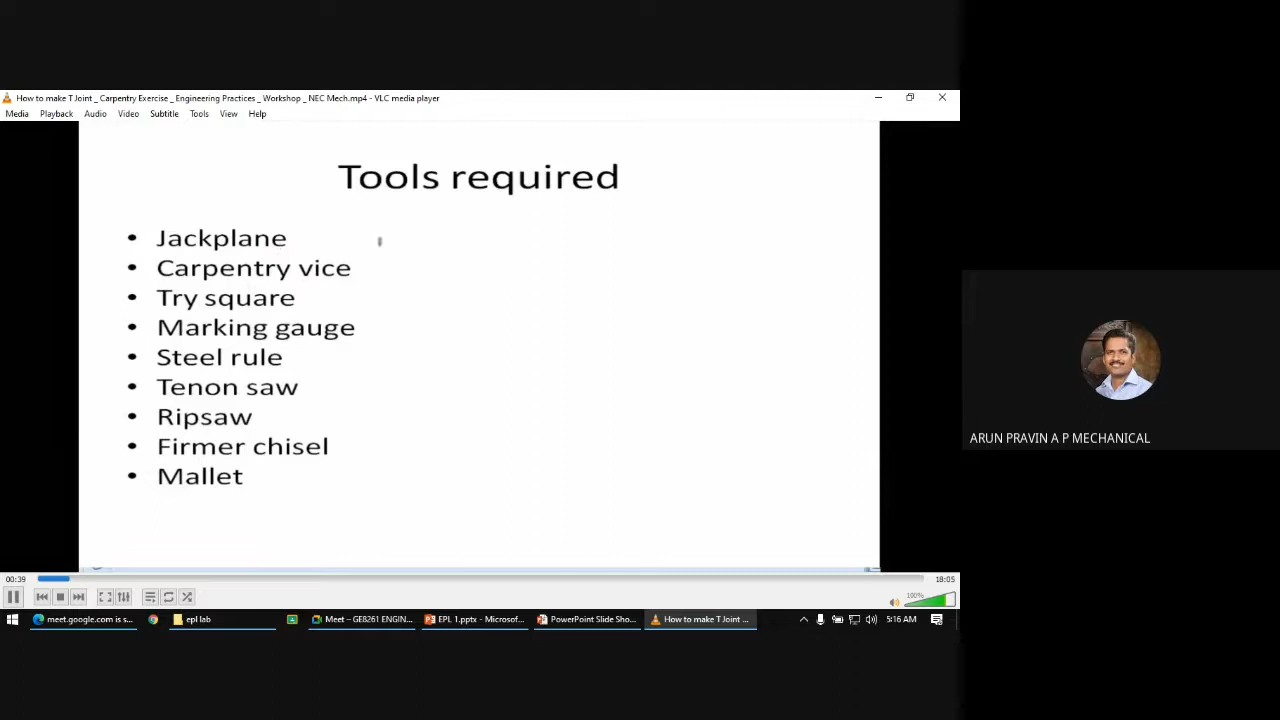 How to make T Joint _ Carpentry Exercise _ Engineering Practices _ Workshop _ NEC Mech.mp4 - VLC media player
Media Playback Audio Video Subtitle Tools View Help
Tools required
• Jackplane
• Carpentry vice
• Try square
• Marking gauge
• Steel rule
• Tenon saw
• Ripsaw
• Firmer chisel
• Mallet
ARUN PRAVIN A P MECHANICAL
00:39 18:05
100%
meet.google.com is s... epl lab Meet – GE8261 ENGIN... EPL 1.pptx - Microsof... PowerPoint Slide Sho... How to make T Joint ... 5:16 AM